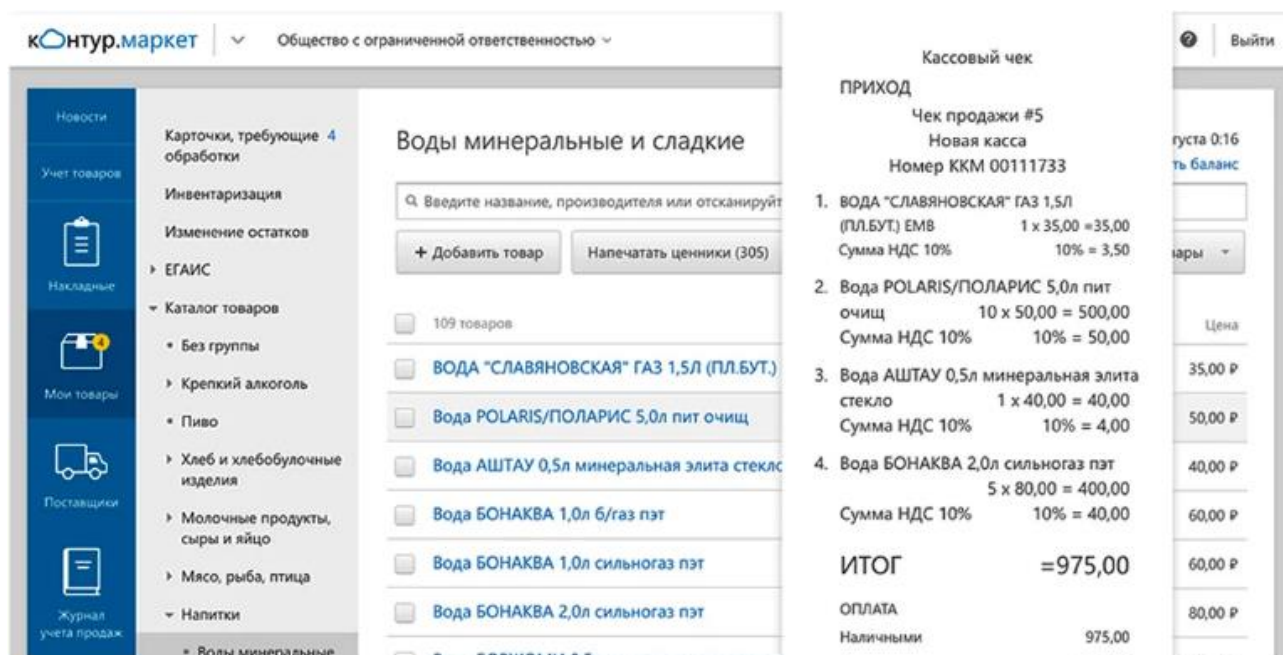 контур.маркет
Общество с ограниченной ответственностью
Выйти
Новости
Учет товаров
Накладные
4
Мои товары
Поставщики
Журнал
учета продаж
Карточки, требующие 4
обработки
Инвентаризация
Изменение остатков
ЕГАИС
Каталог товаров
Без группы
Крепкий алкоголь
Пиво
Хлеб и хлебобулочные
изделия
Молочные продукты,
сыры и яйцо
Мясо, рыба, птица
Напитки
Воды минеральные
Воды минеральные и сладкие
Введите название, производителя или отсканируйт
+ Добавить товар
Напечатать ценники (305)
109 товаров
ВОДА "СЛАВЯНОВСКАЯ" ГАЗ 1,5Л (ПЛ.БУТ.)
Вода POLARIS/ПОЛАРИС 5,0л пит очищ
Вода АШТАУ 0,5л минеральная элита стекло
Вода БОНАКВА 1,0л б/газ пэт
Вода БОНАКВА 1,0л сильногаз пэт
Вода БОНАКВА 2,0л сильногаз пэт
Кассовый чек
ПРИХОД
Чек продажи #5
Новая касса
Номер ККМ 00111733
1. ВОДА "СЛАВЯНОВСКАЯ" ГАЗ 1,5Л
(ПЛ.БУТ.) ЕМВ 1 x 35,00 =35,00
Сумма НДС 10% 10% = 3,50
2. Вода POLARIS/ПОЛАРИС 5,0л пит
очищ 10 x 50,00 = 500,00
Сумма НДС 10% 10% = 50,00
3. Вода АШТАУ 0,5л минеральная элита
стекло 1 x 40,00 = 40,00
Сумма НДС 10% 10% = 4,00
4. Вода БОНАКВА 2,0л сильногаз пэт
5 x 80,00 = 400,00
Сумма НДС 10% 10% = 40,00
ИТОГ =975,00
ОПЛАТА
Наличными 975,00
густа 0:16
ть баланс
ары
Цена
35,00 ₽
50,00 ₽
40,00 ₽
60,00 ₽
60,00 ₽
80,00 ₽